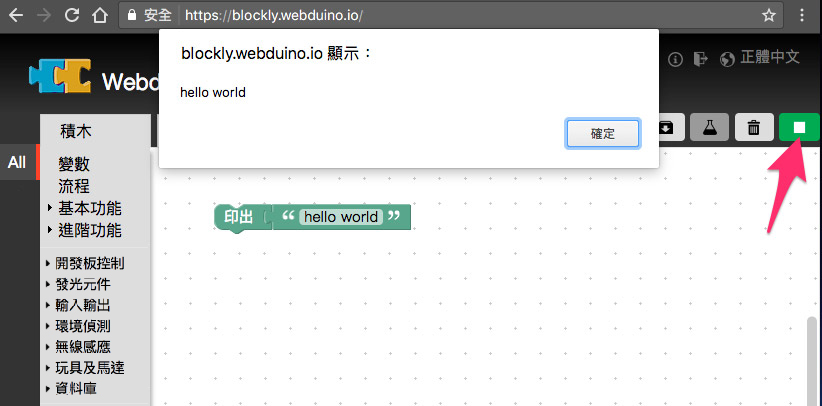 安全
https://blockly.webduino.io/
blockly.webduino.io 顯示：
hello world
確定
Webd
正體中文
積木
All
變數
流程
基本功能
進階功能
開發板控制
發光元件
輸入輸出
環境偵測
無線感應
玩具及馬達
資料庫
印出 “ hello world ”